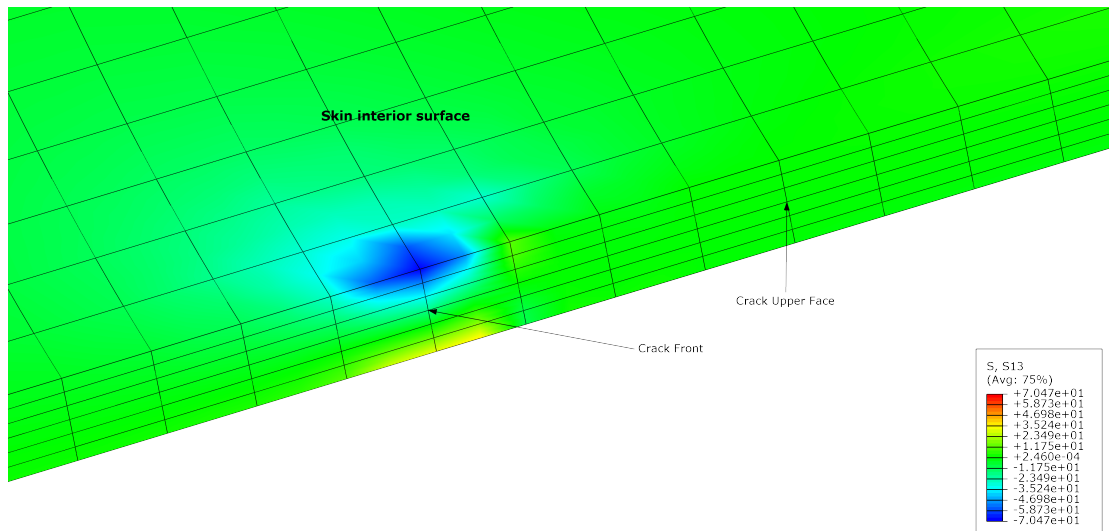 Skin interior surface
Crack Upper Face
Crack Front
S, S13
(Avg: 75%)
+7.047e+01
+5.873e+01
+4.698e+01
+3.524e+01
+2.349e+01
+1.175e+01
+2.460e-04
-1.175e+01
-2.349e+01
-3.524e+01
-4.698e+01
-5.873e+01
-7.047e+01